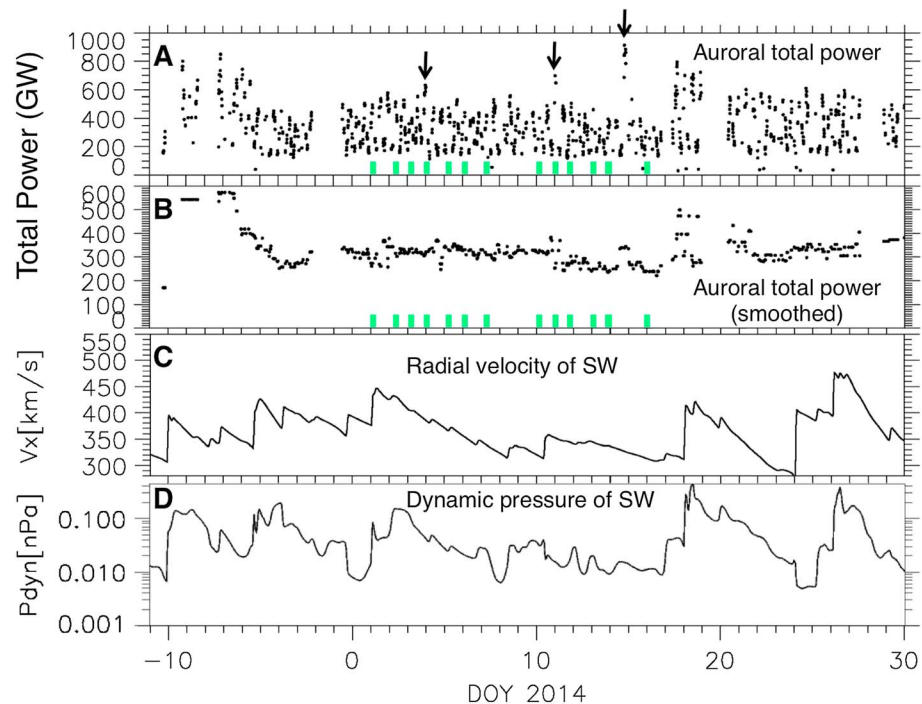 A
Auroral total power
1000
800
600
400
200
0
Total Power (GW)
B
600
500
400
300
200
100
0
Auroral total power
(smoothed)
C
Radial velocity of SW
550
500
450
400
350
300
Vx[km/s]
D
Dynamic pressure of SW
0.100
0.010
0.001
Pdyn[nPa]
−10 0 10 20 30
DOY 2014